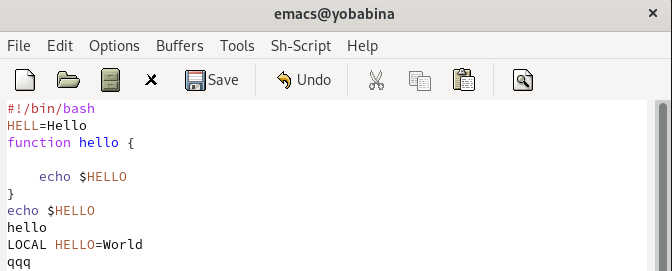 emacs@yobabina
File Edit Options Buffers Tools Sh-Script Help
Save Undo
#!/bin/bash
HELL=Hello
function hello {
    echo $HELLO
}
echo $HELLO
hello
LOCAL HELLO=World
qqq